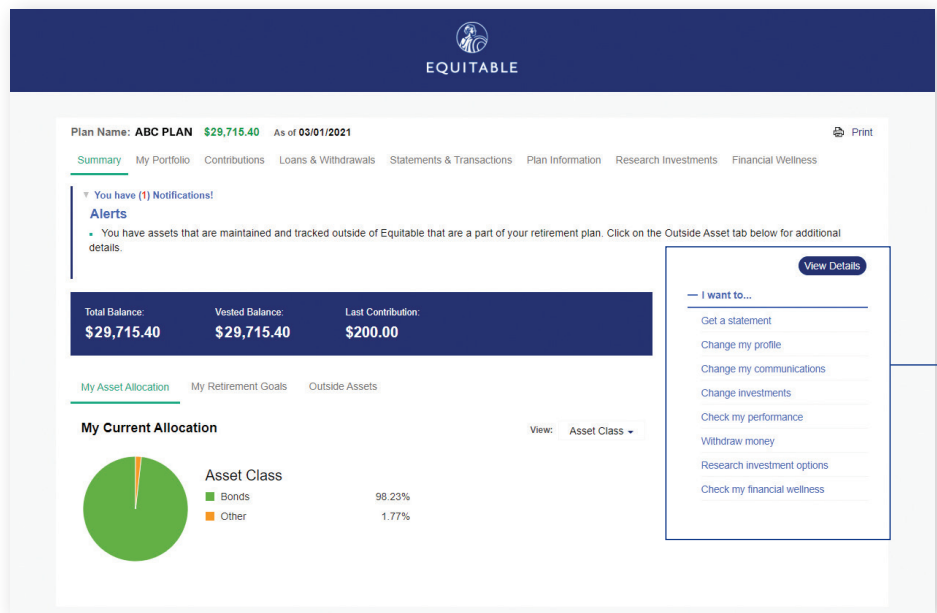 EQUITABLE
Plan Name: ABC PLAN $29,715.40 As of 03/01/2021 Print
Summary My Portfolio Contributions Loans & Withdrawals Statements & Transactions Plan Information Research Investments Financial Wellness
You have (1) Notifications!
Alerts
You have assets that are maintained and tracked outside of Equitable that are a part of your retirement plan. Click on the Outside Asset tab below for additional
details.
View Details
Total Balance: Vested Balance: Last Contribution:
$29,715.40 $29,715.40 $200.00
My Asset Allocation My Retirement Goals Outside Assets
My Current Allocation View: Asset Class
Asset Class
Bonds 98.23%
Other 1.77%
I want to...
Get a statement
Change my profile
Change my communications
Change investments
Check my performance
Withdraw money
Research investment options
Check my financial wellness